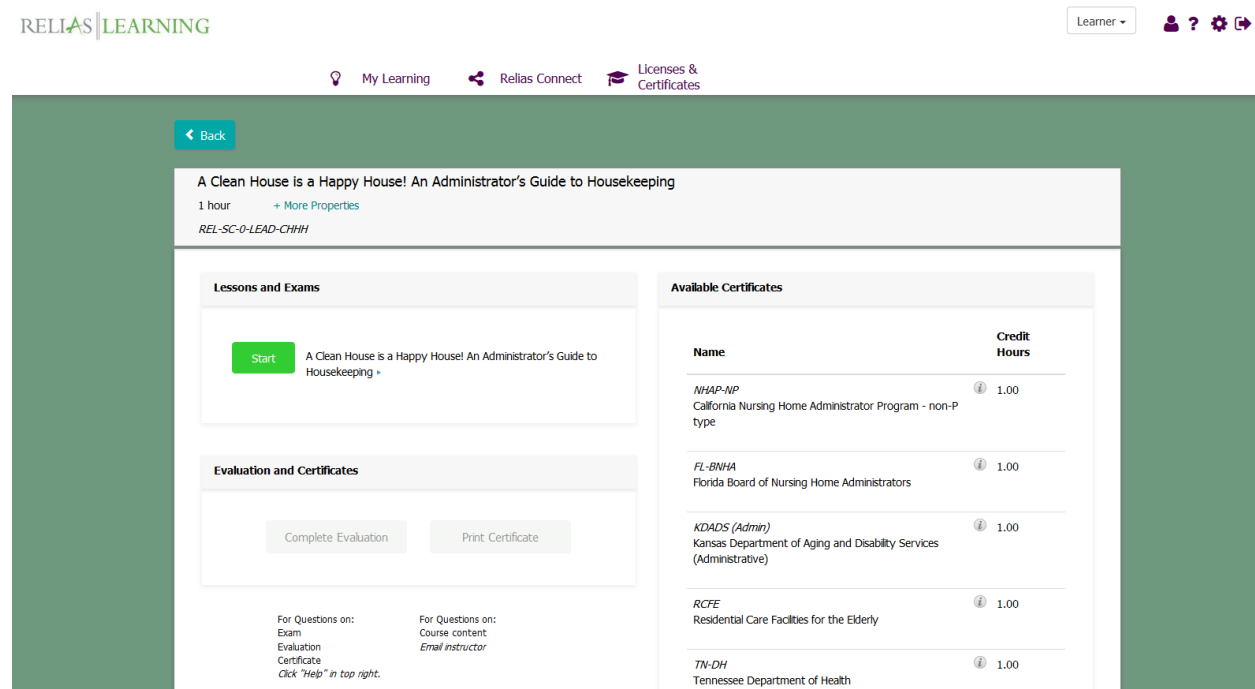 RELIAS LEARNING
Learner
?
My Learning
Relias Connect
Licenses &
Certificates
Back
A Clean House is a Happy House! An Administrator’s Guide to Housekeeping
1 hour
+ More Properties
REL-SC-0-LEAD-CHHH
Lessons and Exams
Start
A Clean House is a Happy House! An Administrator’s Guide to
Housekeeping
Evaluation and Certificates
Complete Evaluation
Print Certificate
For Questions on:
Exam
Evaluation
Certificate
Click "Help" in top right.
For Questions on:
Course content
Email instructor
Available Certificates
Name
Credit
Hours
NHAP-NP
i 1.00
California Nursing Home Administrator Program - non-P
type
FL-BNHA
i 1.00
Florida Board of Nursing Home Administrators
KDADS (Admin)
i 1.00
Kansas Department of Aging and Disability Services
(Administrative)
RCFE
i 1.00
Residential Care Facilities for the Elderly
TN-DH
i 1.00
Tennessee Department of Health